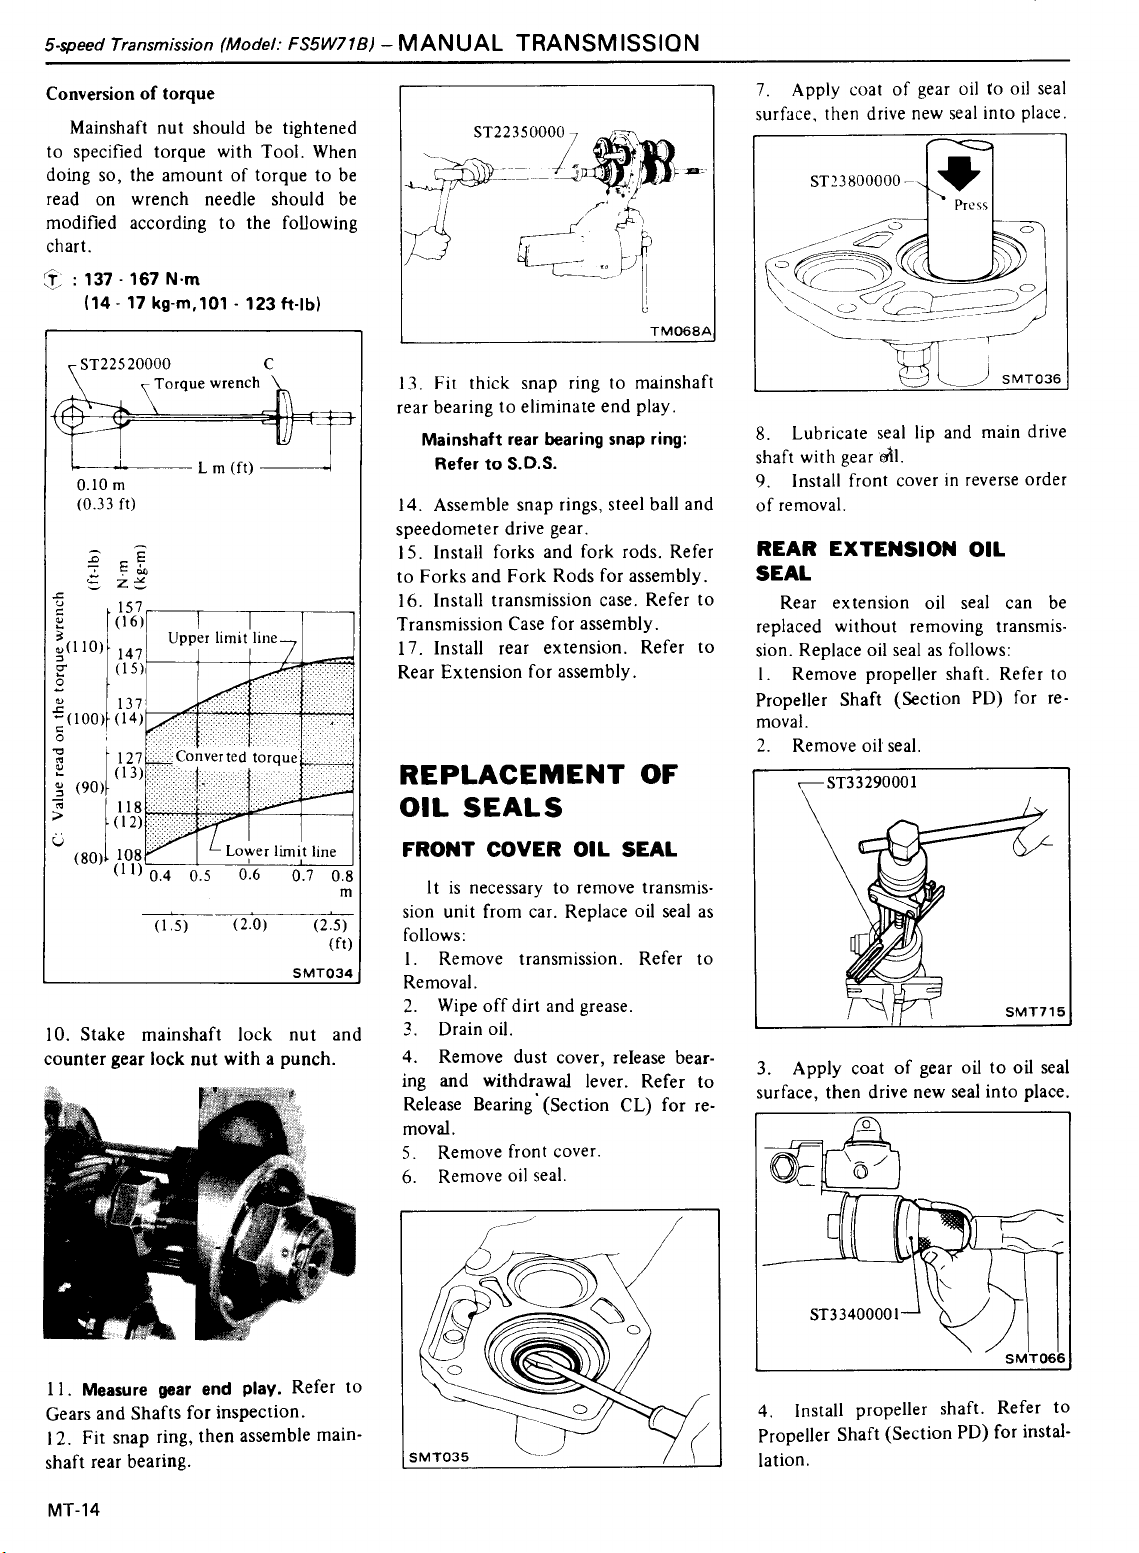 5-speed Transmission (Model: FS5W71B) – MANUAL TRANSMISSION
Conversion of torque
Mainshaft nut should be tightened
to specified torque with Tool. When
doing so, the amount of torque to be
read on wrench needle should be
modified according to the following
chart.
T : 137 - 167 N·m
(14 - 17 kg-m, 101 - 123 ft-lb)
ST22520000
C
Torque wrench
L m (ft)
0.10 m
(0.33 ft)
(ft-lb)
N·m
(kg-m)
C: Value read on the torque wrench
157
(16)
(110)
147
(15)
137
(100)
(14)
127
(13)
(90)
118
(12)
(80)
108
(11)
Upper limit line
Converted torque
Lower limit line
0.4 0.5 0.6 0.7 0.8
m
(1.5) (2.0) (2.5)
(ft)
SMT034
10. Stake mainshaft lock nut and
counter gear lock nut with a punch.
11. Measure gear end play. Refer to
Gears and Shafts for inspection.
12. Fit snap ring, then assemble main-
shaft rear bearing.
MT-14
ST22350000
TM068A
13. Fit thick snap ring to mainshaft
rear bearing to eliminate end play.
Mainshaft rear bearing snap ring:
Refer to S.D.S.
14. Assemble snap rings, steel ball and
speedometer drive gear.
15. Install forks and fork rods. Refer
to Forks and Fork Rods for assembly.
16. Install transmission case. Refer to
Transmission Case for assembly.
17. Install rear extension. Refer to
Rear Extension for assembly.
REPLACEMENT OF
OIL SEALS
FRONT COVER OIL SEAL
It is necessary to remove transmis-
sion unit from car. Replace oil seal as
follows:
1. Remove transmission. Refer to
Removal.
2. Wipe off dirt and grease.
3. Drain oil.
4. Remove dust cover, release bear-
ing and withdrawal lever. Refer to
Release Bearing (Section CL) for re-
moval.
5. Remove front cover.
6. Remove oil seal.
SMT035
7. Apply coat of gear oil to oil seal
surface, then drive new seal into place.
ST23800000
Press
SMT036
8. Lubricate seal lip and main drive
shaft with gear oil.
9. Install front cover in reverse order
of removal.
REAR EXTENSION OIL
SEAL
Rear extension oil seal can be
replaced without removing transmis-
sion. Replace oil seal as follows:
1. Remove propeller shaft. Refer to
Propeller Shaft (Section PD) for re-
moval.
2. Remove oil seal.
ST33290001
SMT715
3. Apply coat of gear oil to oil seal
surface, then drive new seal into place.
ST33400001
SMT066
4. Install propeller shaft. Refer to
Propeller Shaft (Section PD) for instal-
lation.